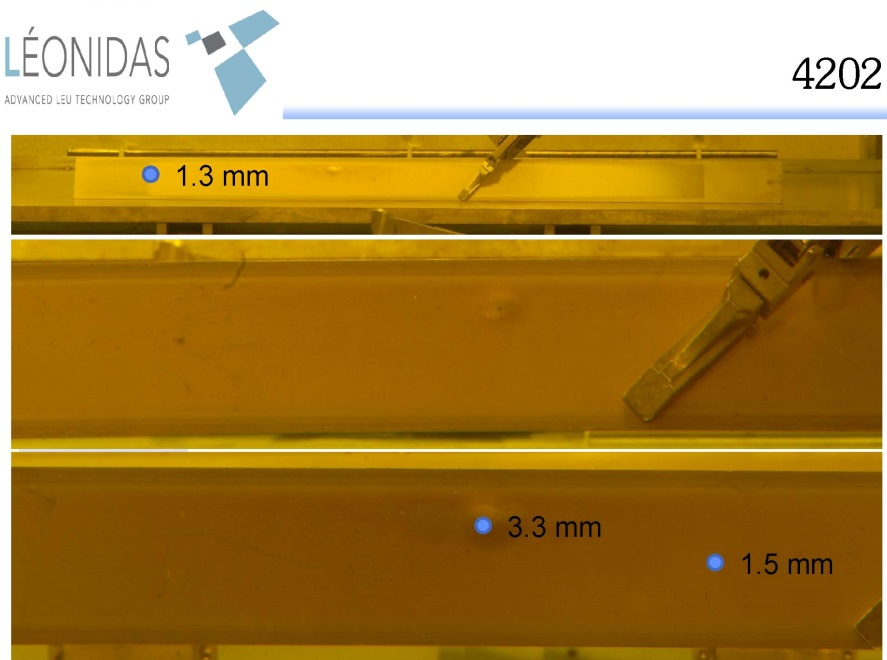 LÉONIDAS
ADVANCED LEU TECHNOLOGY GROUP
4202
1.3 mm
3.3 mm
1.5 mm